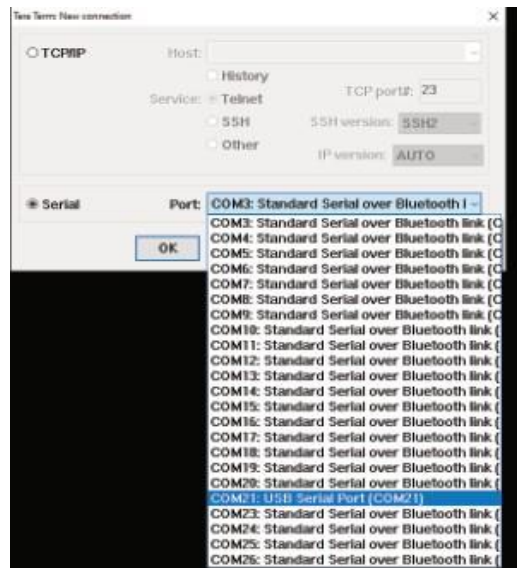 Tera Term: New connection
TCP/IP
Host:
History
Service:
Telnet
TCP port#: 23
SSH
SSH version: SSH2
Other
IP version: AUTO
Serial
Port: COM3: Standard Serial over Bluetooth l
OK
COM3: Standard Serial over Bluetooth link (C
COM4: Standard Serial over Bluetooth link (C
COM5: Standard Serial over Bluetooth link (C
COM6: Standard Serial over Bluetooth link (C
COM7: Standard Serial over Bluetooth link (C
COM8: Standard Serial over Bluetooth link (C
COM9: Standard Serial over Bluetooth link (C
COM10: Standard Serial over Bluetooth link (
COM11: Standard Serial over Bluetooth link (
COM12: Standard Serial over Bluetooth link (
COM13: Standard Serial over Bluetooth link (
COM14: Standard Serial over Bluetooth link (
COM15: Standard Serial over Bluetooth link (
COM16: Standard Serial over Bluetooth link (
COM17: Standard Serial over Bluetooth link (
COM18: Standard Serial over Bluetooth link (
COM19: Standard Serial over Bluetooth link (
COM20: Standard Serial over Bluetooth link (
COM21: USB Serial Port (COM21)
COM23: Standard Serial over Bluetooth link (
COM24: Standard Serial over Bluetooth link (
COM25: Standard Serial over Bluetooth link (
COM26: Standard Serial over Bluetooth link (